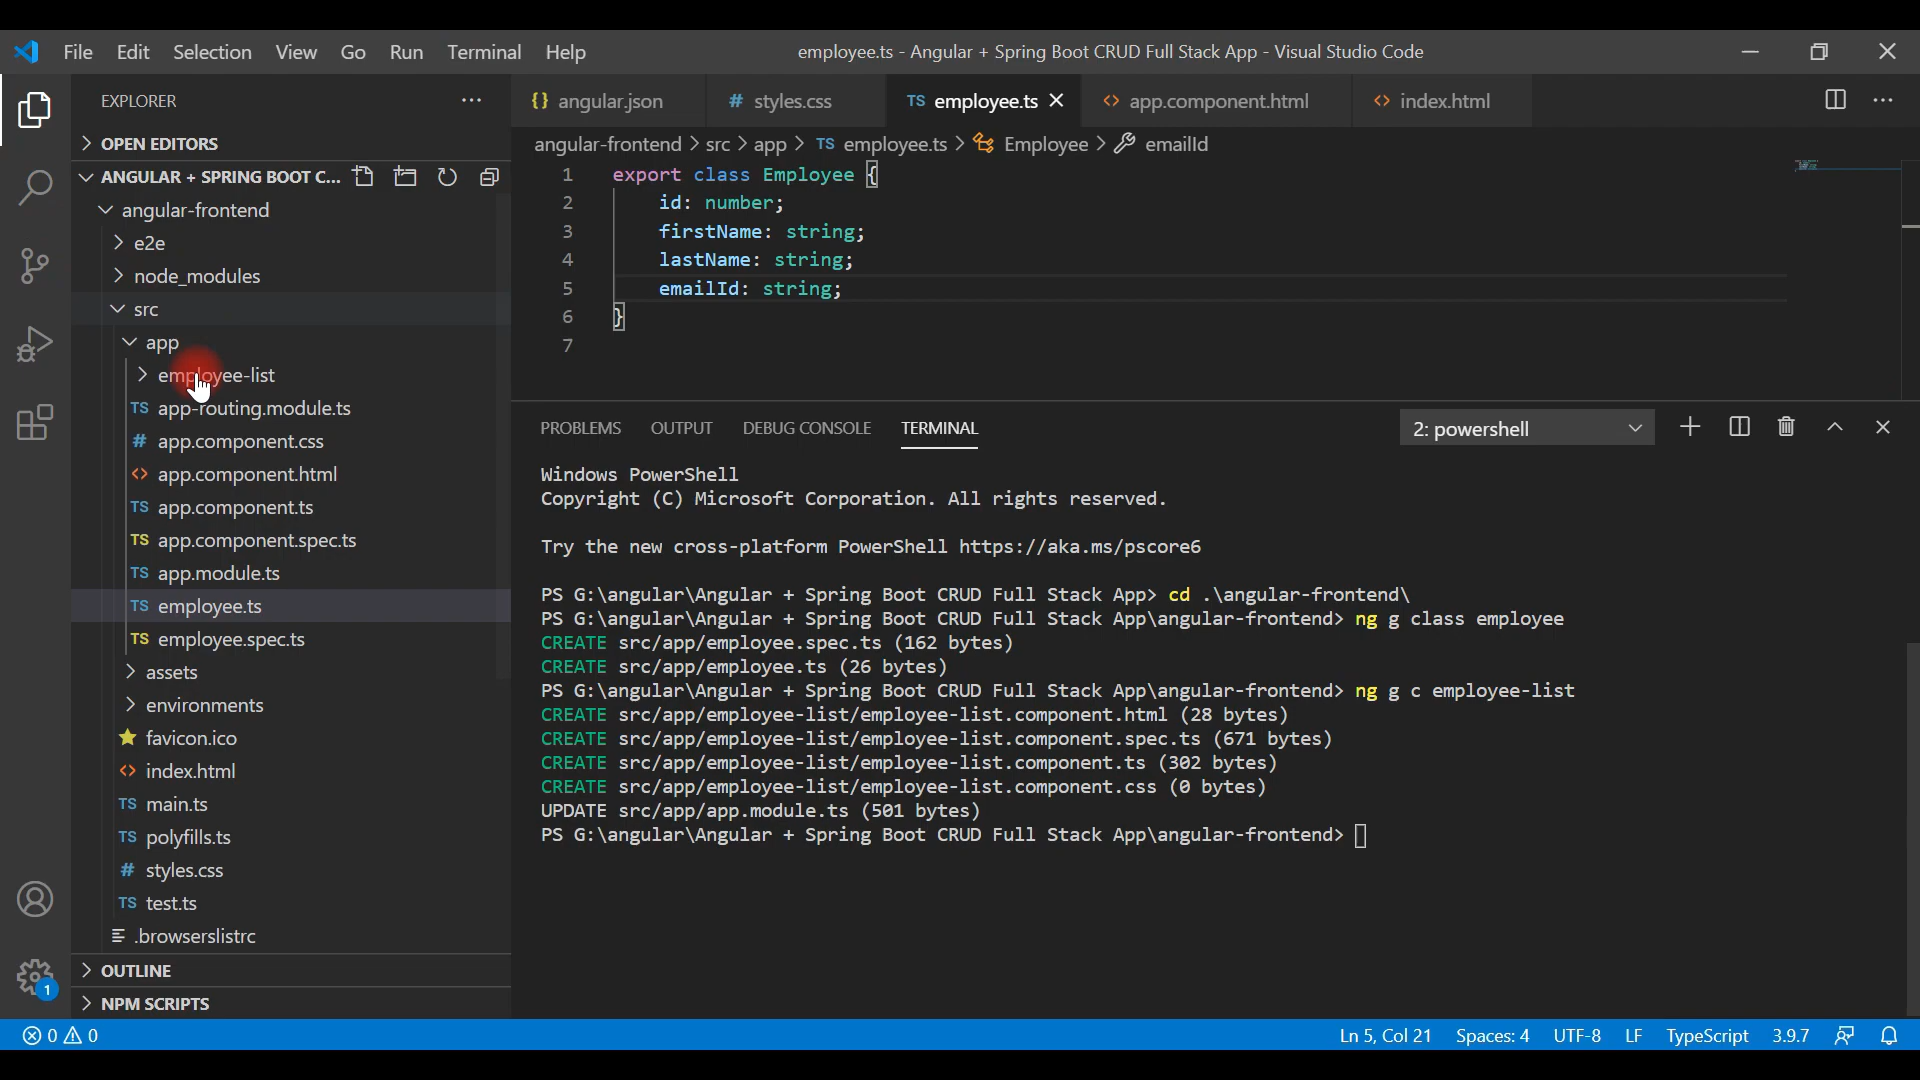 File Edit Selection View Go Run Terminal Help
employee.ts - Angular + Spring Boot CRUD Full Stack App - Visual Studio Code
EXPLORER
OPEN EDITORS
ANGULAR + SPRING BOOT C...
angular-frontend
e2e
node_modules
src
app
employee-list
TS app-routing.module.ts
# app.component.css
<> app.component.html
TS app.component.ts
TS app.component.spec.ts
TS app.module.ts
TS employee.ts
TS employee.spec.ts
assets
environments
favicon.ico
<> index.html
TS main.ts
TS polyfills.ts
# styles.css
TS test.ts
.browserslistrc
OUTLINE
NPM SCRIPTS
1
{} angular.json # styles.css TS employee.ts <> app.component.html <> index.html
angular-frontend > src > app > TS employee.ts > Employee > emailId
1 export class Employee {
2 id: number;
3 firstName: string;
4 lastName: string;
5 emailId: string;
6 }
7
PROBLEMS OUTPUT DEBUG CONSOLE TERMINAL 2: powershell
Windows PowerShell
Copyright (C) Microsoft Corporation. All rights reserved.
Try the new cross-platform PowerShell https://aka.ms/pscore6
PS G:\angular\Angular + Spring Boot CRUD Full Stack App> cd .\angular-frontend\
PS G:\angular\Angular + Spring Boot CRUD Full Stack App\angular-frontend> ng g class employee
CREATE src/app/employee.spec.ts (162 bytes)
CREATE src/app/employee.ts (26 bytes)
PS G:\angular\Angular + Spring Boot CRUD Full Stack App\angular-frontend> ng g c employee-list
CREATE src/app/employee-list/employee-list.component.html (28 bytes)
CREATE src/app/employee-list/employee-list.component.spec.ts (671 bytes)
CREATE src/app/employee-list/employee-list.component.ts (302 bytes)
CREATE src/app/employee-list/employee-list.component.css (0 bytes)
UPDATE src/app/app.module.ts (501 bytes)
PS G:\angular\Angular + Spring Boot CRUD Full Stack App\angular-frontend>
0 0 Ln 5, Col 21 Spaces: 4 UTF-8 LF TypeScript 3.9.7